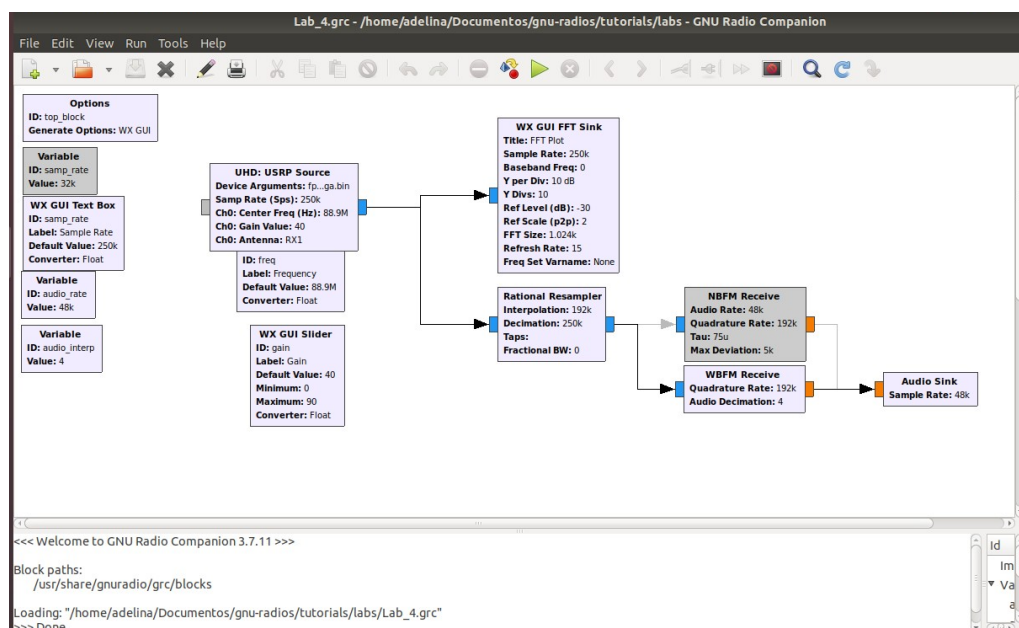 Lab_4.grc - /home/adelina/Documentos/gnu-radios/tutorials/labs - GNU Radio Companion
File Edit View Run Tools Help
Options
ID: top_block
Generate Options: WX GUI
Variable
ID: samp_rate
Value: 32k
WX GUI Text Box
ID: samp_rate
Label: Sample Rate
Default Value: 250k
Converter: Float
Variable
ID: audio_rate
Value: 48k
Variable
ID: audio_interp
Value: 4
UHD: USRP Source
Device Arguments: fp...ga.bin
Samp Rate (Sps): 250k
Ch0: Center Freq (Hz): 88.9M
Ch0: Gain Value: 40
Ch0: Antenna: RX1
ID: freq
Label: Frequency
Default Value: 88.9M
Converter: Float
WX GUI Slider
ID: gain
Label: Gain
Default Value: 40
Minimum: 0
Maximum: 90
Converter: Float
WX GUI FFT Sink
Title: FFT Plot
Sample Rate: 250k
Baseband Freq: 0
Y per Div: 10 dB
Y Divs: 10
Ref Level (dB): -30
Ref Scale (p2p): 2
FFT Size: 1.024k
Refresh Rate: 15
Freq Set Varname: None
Rational Resampler
Interpolation: 192k
Decimation: 250k
Taps:
Fractional BW: 0
NBFM Receive
Audio Rate: 48k
Quadrature Rate: 192k
Tau: 75u
Max Deviation: 5k
WBFM Receive
Quadrature Rate: 192k
Audio Decimation: 4
Audio Sink
Sample Rate: 48k
<<< Welcome to GNU Radio Companion 3.7.11 >>>
Block paths:
/usr/share/gnuradio/grc/blocks
Loading: "/home/adelina/Documentos/gnu-radios/tutorials/labs/Lab_4.grc"
>>> Done
Id
Im
Va
a